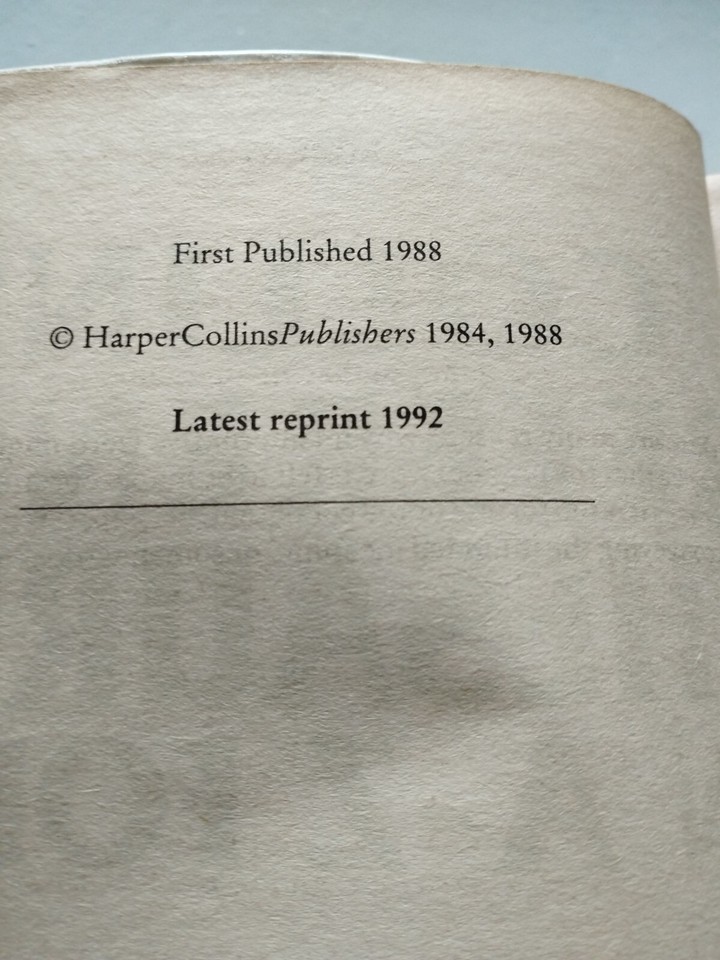 First Published 1988
© HarperCollinsPublishers 1984, 1988
Latest reprint 1992